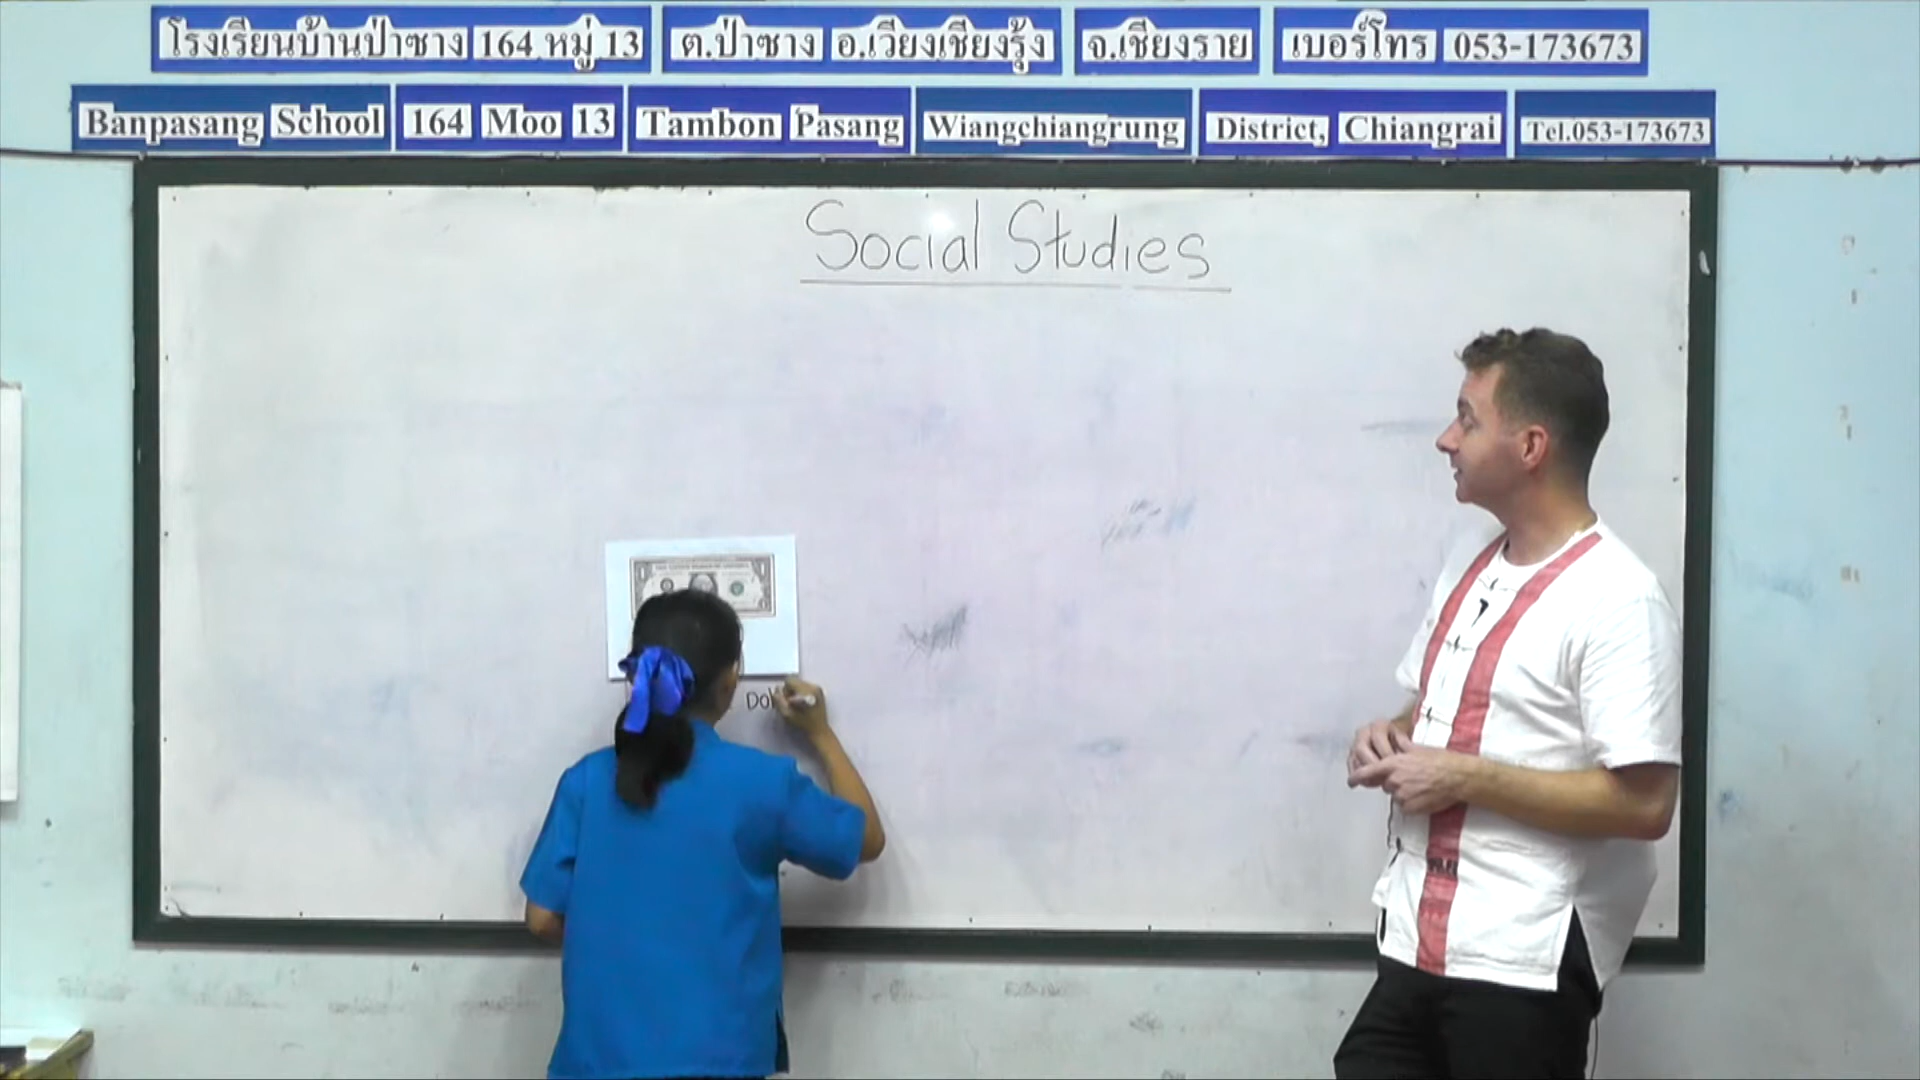 โรงเรียนบ้านป่าซาง 164 หมู่ 13 ต.ป่าซาง อ.เวียงเชียงรุ้ง จ.เชียงราย เบอร์โทร 053-173673
Banpasang School 164 Moo 13 Tambon Pasang Wiangchiangrung District, Chiangrai Tel.053-173673
Social Studies
Dol